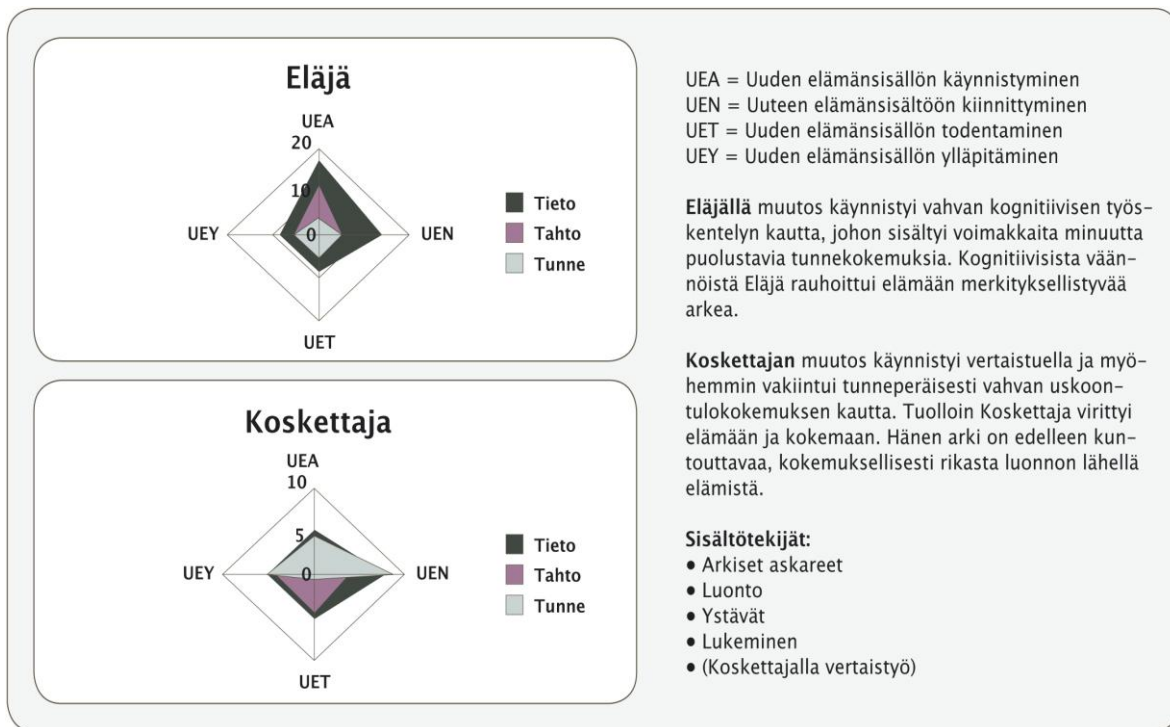 Eläjä
UEA
20
10
0
UEY
UEN
UET
Tieto
Tahto
Tunne
Koskettaja
UEA
10
5
0
UEY
UEN
UET
Tieto
Tahto
Tunne
UEA = Uuden elämänsisällön käynnistyminen
UEN = Uuteen elämänsisältöön kiinnittyminen
UET = Uuden elämänsisällön todentaminen
UEY = Uuden elämänsisällön ylläpitäminen
Eläjällä muutos käynnistyi vahvan kognitiivisen työs-
kentelyn kautta, johon sisältyi voimakkaita minuutta
puolustavia tunnekokemuksia. Kognitiivisista vään-
nöistä Eläjä rauhoittui elämään merkityksellistyvää
arkea.
Koskettajan muutos käynnistyi vertaistuella ja myö-
hemmin vakiintui tunneperäisesti vahvan uskoon-
tulokokemuksen kautta. Tuolloin Koskettaja virittyi
elämään ja kokemaan. Hänen arki on edelleen kun-
touttavaa, kokemuksellisesti rikasta luonnon lähellä
elämistä.
Sisältötekijät:
• Arkiset askareet
• Luonto
• Ystävät
• Lukeminen
• (Koskettajalla vertaistyö)